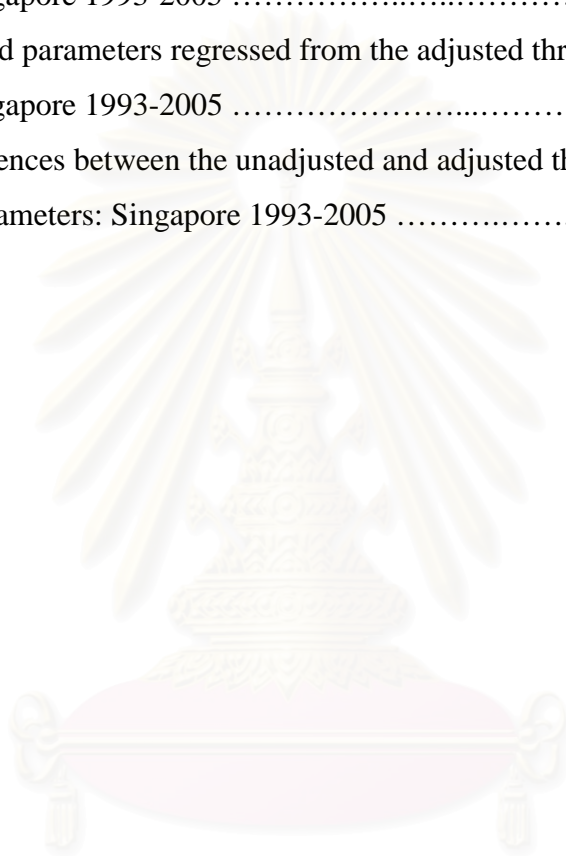 gapore 1993-2005 ……………..…..…………
d parameters regressed from the adjusted thr
gapore 1993-2005 …………………...………
ences between the unadjusted and adjusted th
ameters: Singapore 1993-2005 ……….……